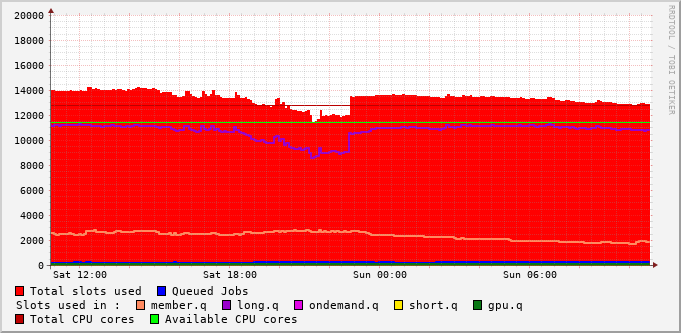 20000
18000
16000
14000
12000
10000
8000
6000
4000
2000
0
Sat 12:00 Sat 18:00 Sun 00:00 Sun 06:00
Total slots used Queued Jobs
Slots used in : member.q long.q ondemand.q short.q gpu.q
Total CPU cores Available CPU cores
RRDTOOL / TOBI OETIKER